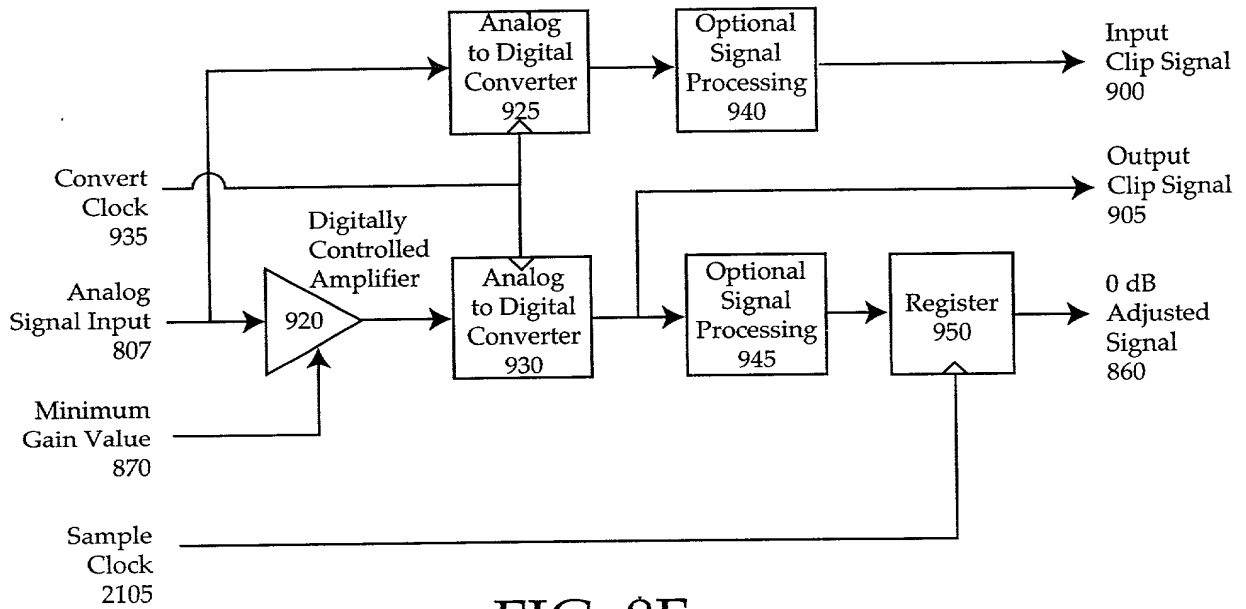 Analog
to Digital
Converter
925
Optional
Signal
Processing
940
Input
Clip Signal
900
Convert
Clock
935
Output
Clip Signal
905
Digitally
Controlled
Amplifier
Analog
Signal Input
807
920
Analog
to Digital
Converter
930
Optional
Signal
Processing
945
Register
950
0 dB
Adjusted
Signal
860
Minimum
Gain Value
870
Sample
Clock
2105